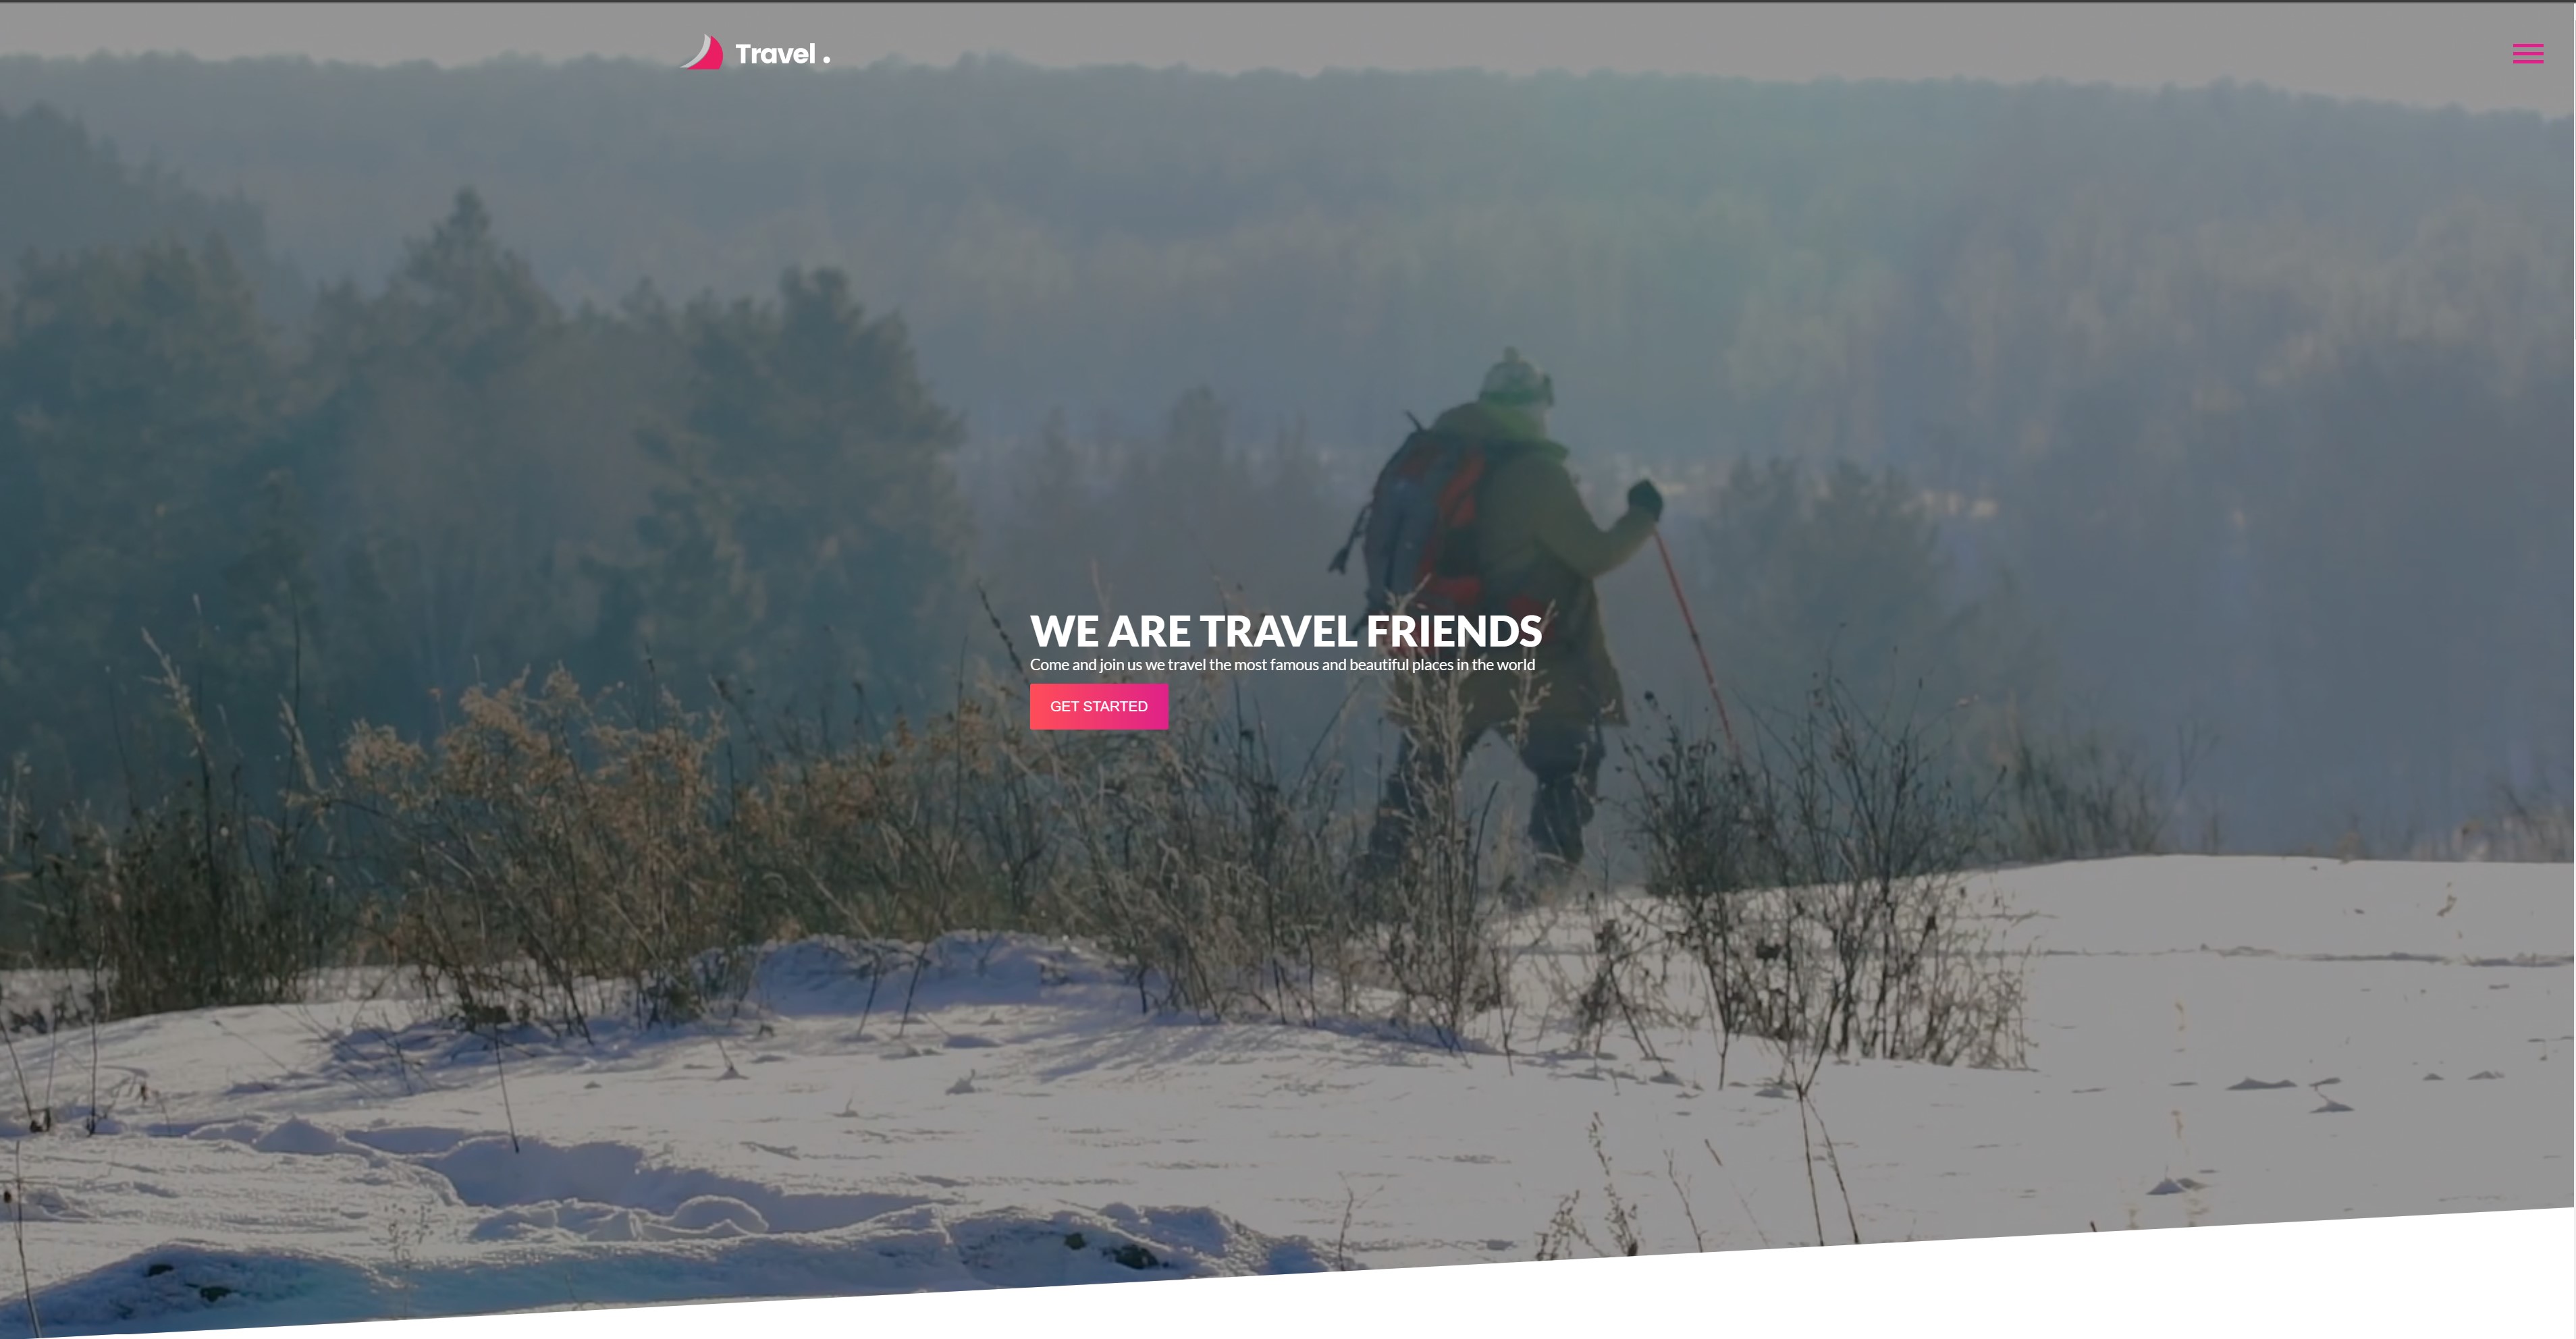 Travel .
WE ARE TRAVEL FRIENDS
Come and join us we travel the most famous and beautiful places in the world
GET STARTED